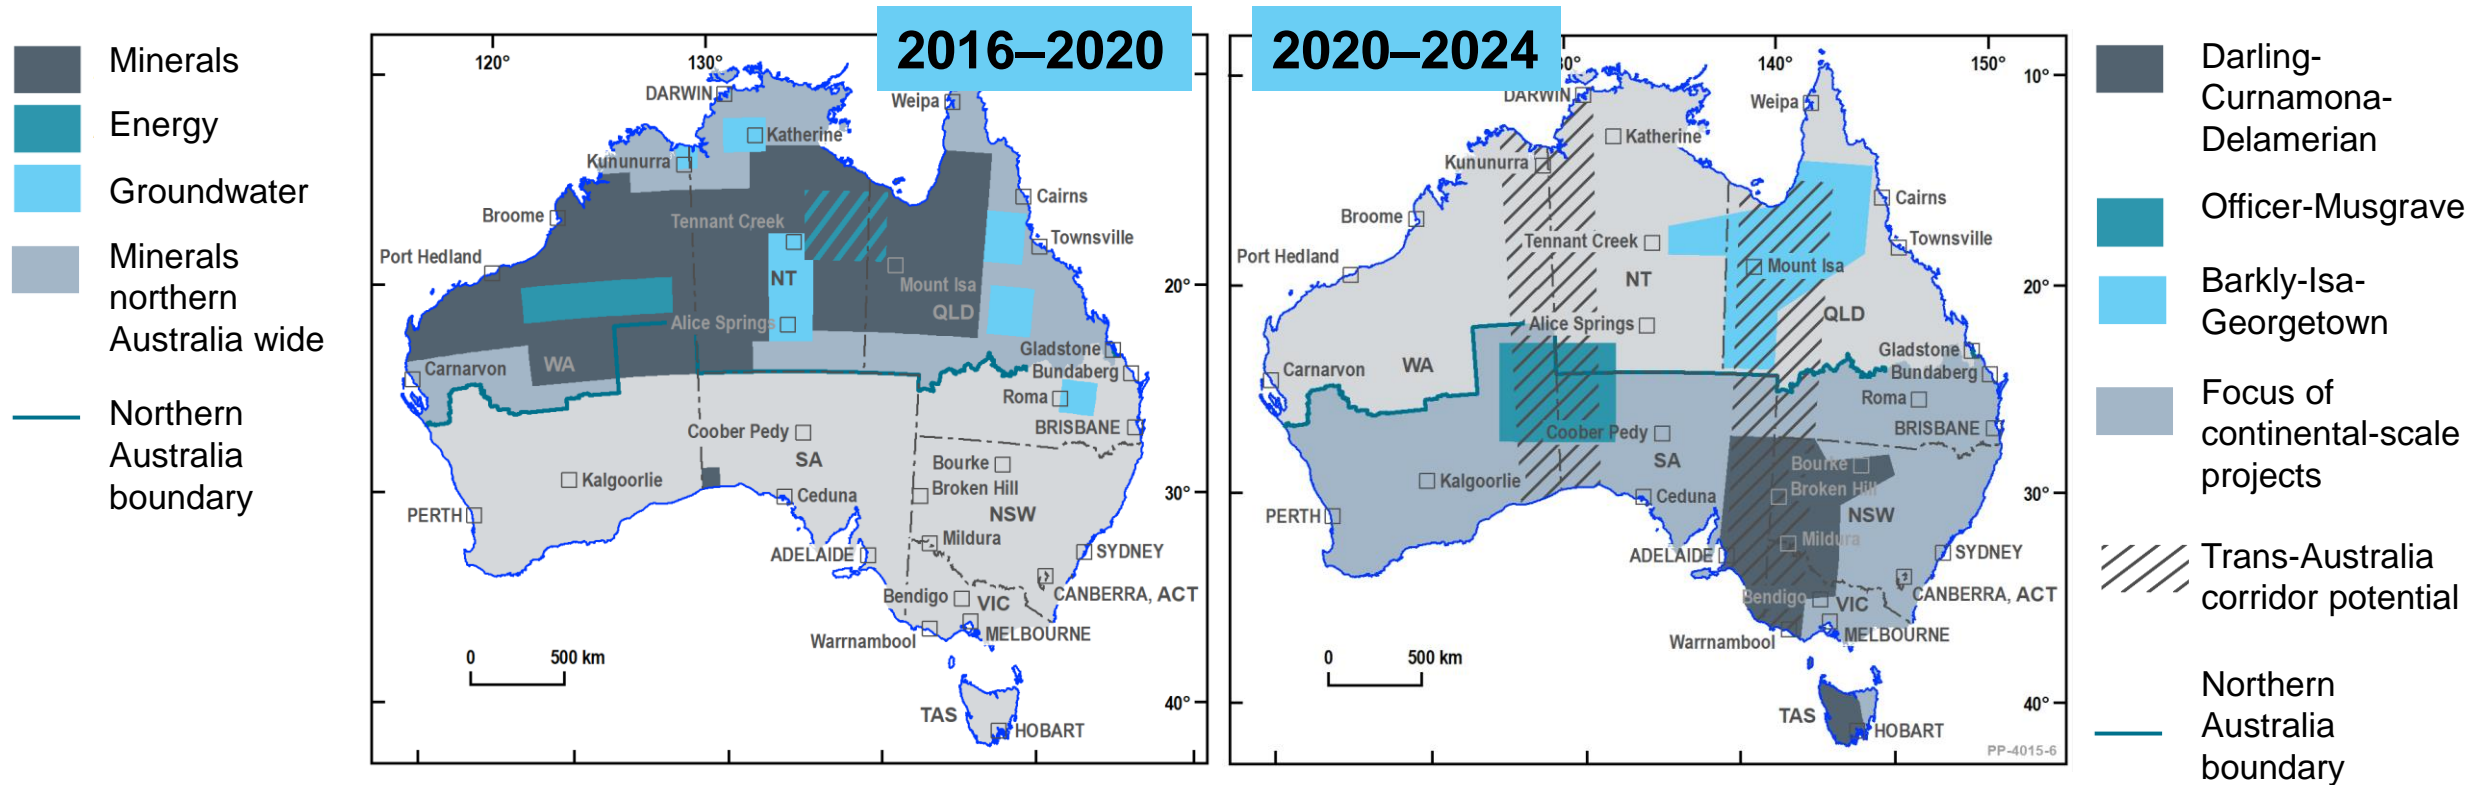 Minerals
Energy
Groundwater
Minerals
northern
Australia wide
Northern
Australia
boundary
2016–2020
120°
130°
DARWIN
Weipa
Katherine
Kununurra
Cairns
Broome
Tennant Creek
Townsville
Port Hedland
NT
Mount Isa
20°
QLD
Alice Springs
Gladstone
WA
Carnarvon
Bundaberg
Roma
BRISBANE
Coober Pedy
SA
Bourke
Kalgoorlie
Broken Hill
Ceduna
30°
NSW
PERTH
Mildura
ADELAIDE
SYDNEY
Bendigo
VIC
CANBERRA, ACT
MELBOURNE
Warrnambool
0
500 km
40°
TAS
HOBART
2020–2024
30°
140°
150°
10°
DARWIN
Weipa
Katherine
Kununurra
Cairns
Broome
Tennant Creek
Townsville
Port Hedland
Mount Isa
NT
20°
QLD
Alice Springs
Gladstone
WA
Carnarvon
Bundaberg
Roma
BRISBANE
Coober Pedy
SA
Bourke
Kalgoorlie
Broken Hill
Ceduna
30°
NSW
PERTH
Mildura
ADELAIDE
SYDNEY
Bendigo
VIC
CANBERRA, ACT
MELBOURNE
Warrnambool
0
500 km
40°
TAS
HOBART
PP-4015-6
Darling-
Curnamona-
Delamerian
Officer-Musgrave
Barkly-Isa-
Georgetown
Focus of
continental-scale
projects
Trans-Australia
corridor potential
Northern
Australia
boundary